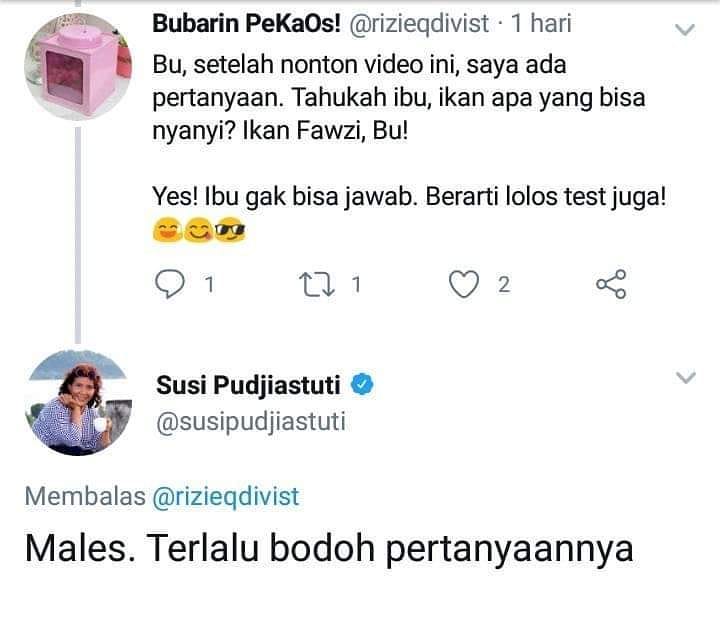 Bubarin PeKaOs! @rizieqdivist · 1 hari
Bu, setelah nonton video ini, saya ada
pertanyaan. Tahukah ibu, ikan apa yang bisa
nyanyi? Ikan Fawzi, Bu!
Yes! Ibu gak bisa jawab. Berarti lolos test juga!
😄😋😎
1 1 2
Susi Pudjiastuti
@susipudjiastuti
Membalas @rizieqdivist
Males. Terlalu bodoh pertanyaannya